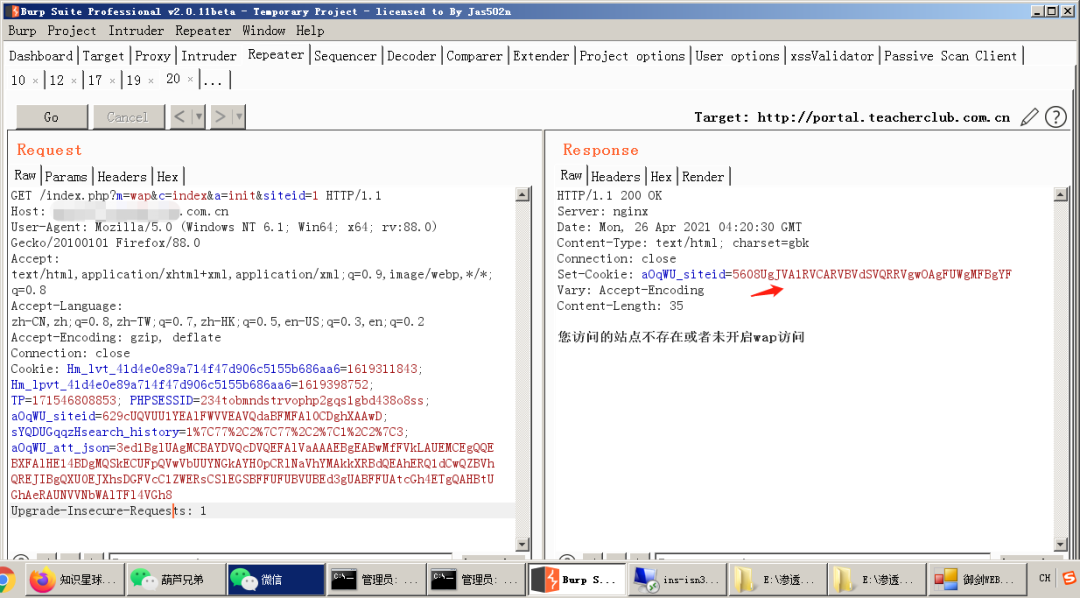 Burp Suite Professional v2.0.11beta - Temporary Project - licensed to By Jas502n
Burp Project Intruder Repeater Window Help
Dashboard Target Proxy Intruder Repeater Sequencer Decoder Comparer Extender Project options User options xssValidator Passive Scan Client
10 × 12 × 17 × 19 × 20 × ...
Go Cancel < ▼ > ▼ Target: http://portal.teacherclub.com.cn ?
Request
Raw Params Headers Hex
GET /index.php?m=wap&c=index&a=init&siteid=1 HTTP/1.1
Host: .com.cn
User-Agent: Mozilla/5.0 (Windows NT 6.1; Win64; x64; rv:88.0)
Gecko/20100101 Firefox/88.0
Accept:
text/html,application/xhtml+xml,application/xml;q=0.9,image/webp,*/*;
q=0.8
Accept-Language:
zh-CN,zh;q=0.8,zh-TW;q=0.7,zh-HK;q=0.5,en-US;q=0.3,en;q=0.2
Accept-Encoding: gzip, deflate
Connection: close
Cookie: Hm_lvt_41d4e0e89a714f47d906c5155b686aa6=1619311843;
Hm_lpvt_41d4e0e89a714f47d906c5155b686aa6=1619398752;
TP=171546808853; PHPSESSID=234tobmndstrvophp2gqs1gbd438o8ss;
aOqWU_siteid=629cUQVUU1YEAlFWVVEAVQdaBFMFAlOCDghXAAwD;
sYQDUGqqzHsearch_history=1%7C77%2C2%7C77%2C2%7C1%2C2%7C3;
aOqWU_att_json=3ed1BglUAgMCBAYDVQcDVQEFAlVaAAAEBgEABwMfFVkLAUEMCEgQQE
BXFAlHE14BDgMQSkECUFpQVwVbUUYNGkAYHOpCRlNaVhYMAkkXRBdQEAhERQ1dCwQZBVh
QREJIBgQXU0EJXhsDGFVcC1ZWERsCSlEGSBFFUFUBVUBEd3gUABFFUAtcGh4ETgQAHBtU
GhAeRAUNVVNbWAlTFl4VGh8
Upgrade-Insecure-Requests: 1
Response
Raw Headers Hex Render
HTTP/1.1 200 OK
Server: nginx
Date: Mon, 26 Apr 2021 04:20:30 GMT
Content-Type: text/html; charset=gbk
Connection: close
Set-Cookie: aOqWU_siteid=5608UgJVA1RVCARVBVdSVQRRVgwOAgFUWgMFBgYF
Vary: Accept-Encoding
Content-Length: 35
您访问的站点不存在或者未开启wap访问
知识星球... 葫芦兄弟 微信 管理员: ... 管理员: ... Burp S... ins-isn3... E:\渗透... E:\渗透... 御剑WEB... CH